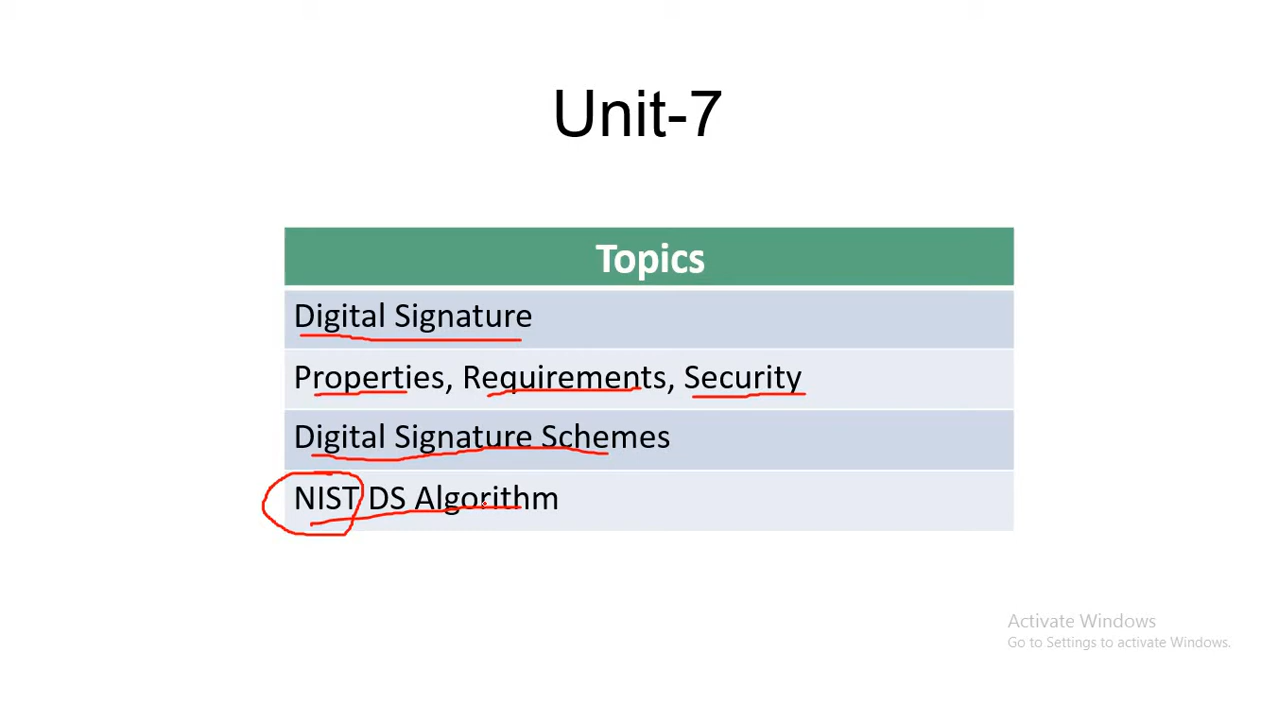 Unit-7
Topics
Digital Signature
Properties, Requirements, Security
Digital Signature Schemes
NIST DS Algorithm
Activate Windows
Go to Settings to activate Windows.